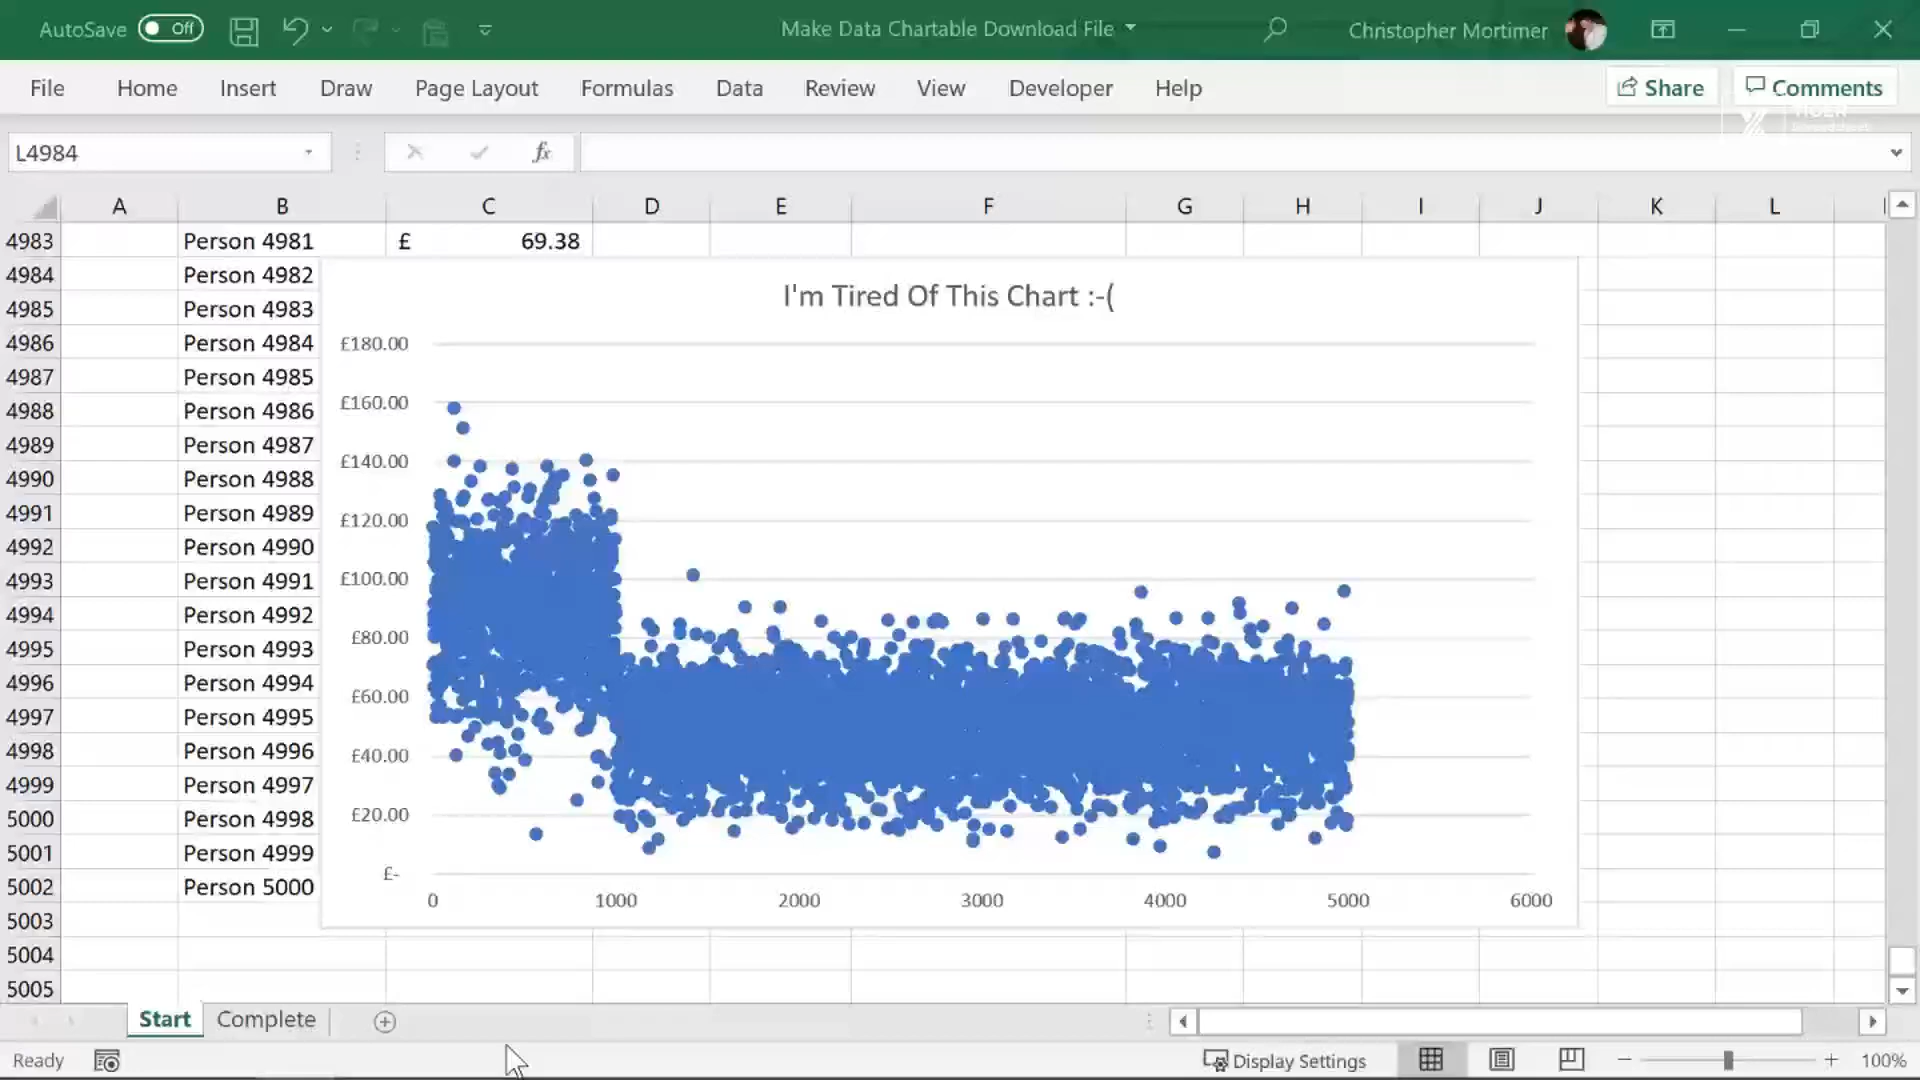 AutoSave Off Make Data Chartable Download File Christopher Mortimer
File Home Insert Draw Page Layout Formulas Data Review View Developer Help Share Comments
L4984 fx
A B C D E F G H I J K L
4983 Person 4981 £ 69.38
4984 Person 4982
4985 Person 4983
4986 Person 4984
4987 Person 4985
4988 Person 4986
4989 Person 4987
4990 Person 4988
4991 Person 4989
4992 Person 4990
4993 Person 4991
4994 Person 4992
4995 Person 4993
4996 Person 4994
4997 Person 4995
4998 Person 4996
4999 Person 4997
5000 Person 4998
5001 Person 4999
5002 Person 5000
5003
5004
5005
I'm Tired Of This Chart :-(
£180.00
£160.00
£140.00
£120.00
£100.00
£80.00
£60.00
£40.00
£20.00
£-
0 1000 2000 3000 4000 5000 6000
Start Complete
Ready Display Settings 100%